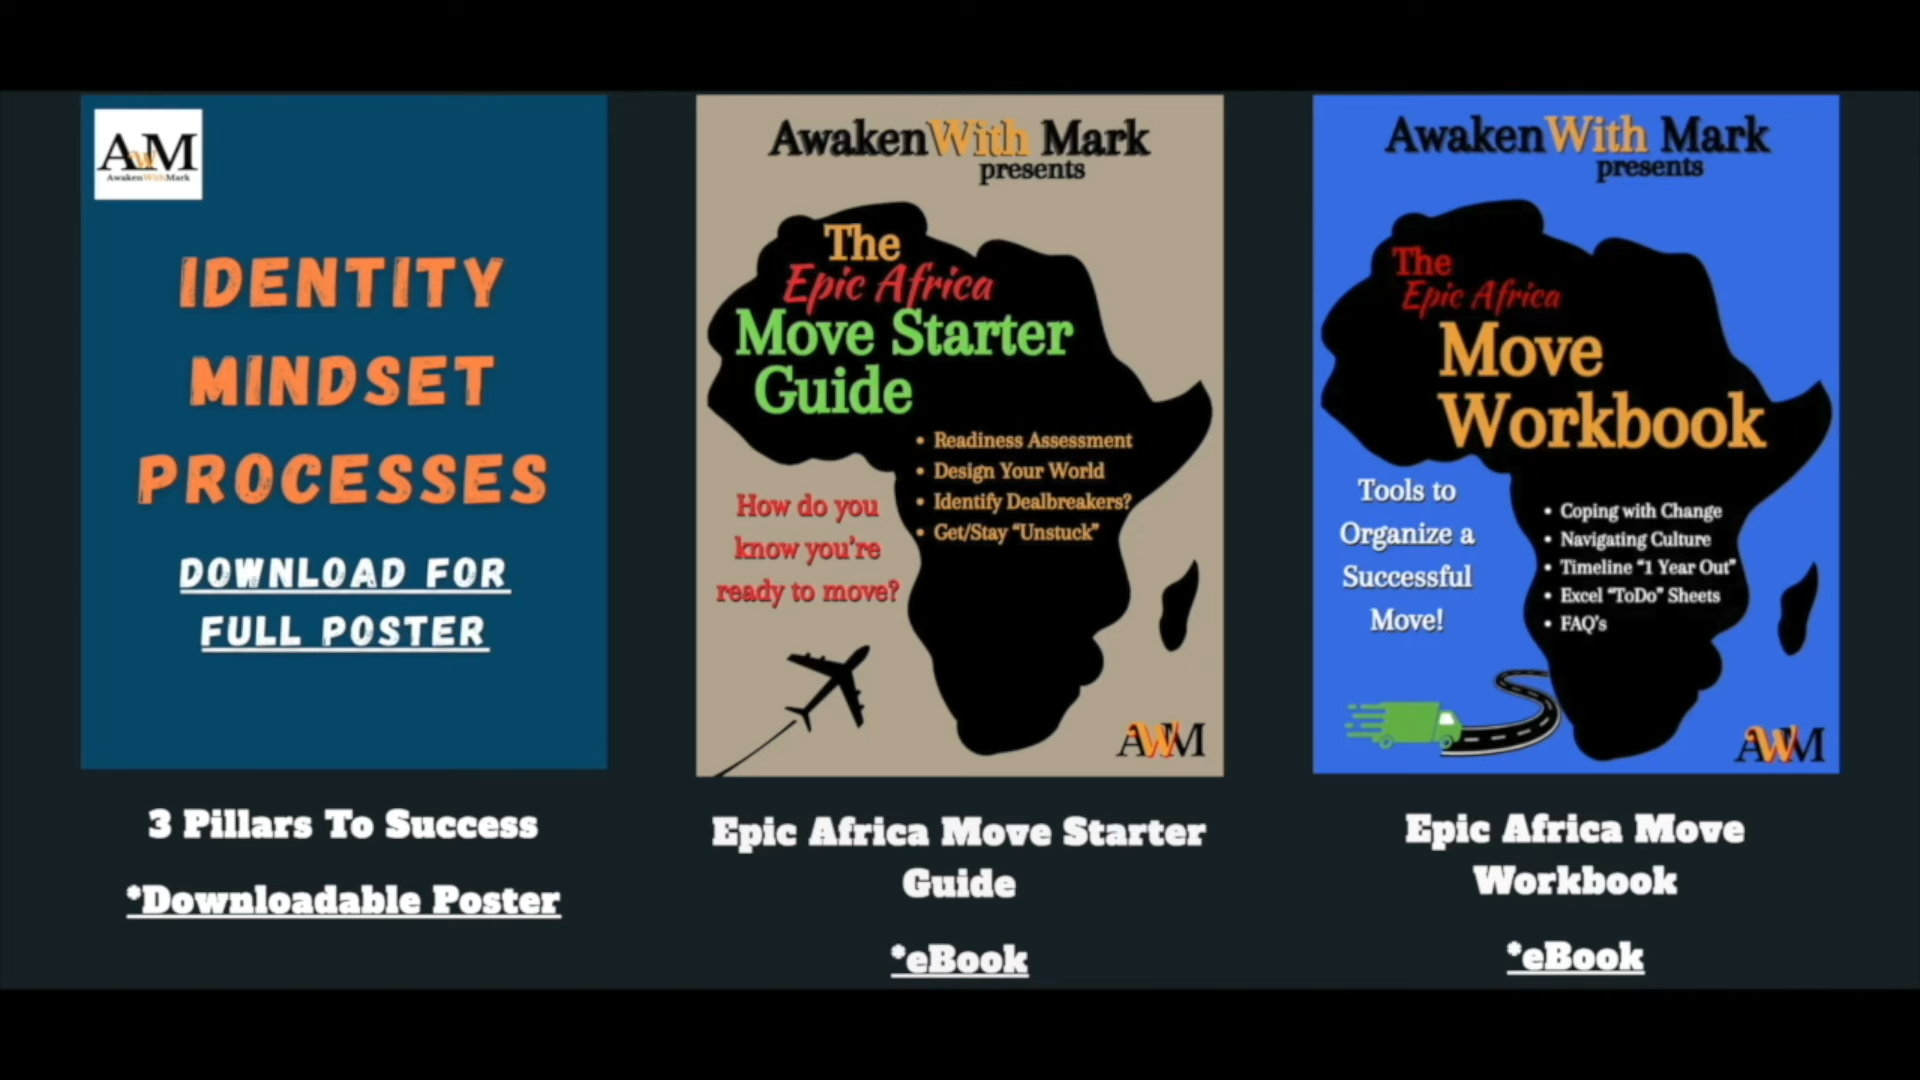 AWM
AwakenWithMark
IDENTITY
MINDSET
PROCESSES
DOWNLOAD FOR
FULL POSTER
3 Pillars To Success
*Downloadable Poster
AwakenWith Mark
presents
The
Epic Africa
Move Starter
Guide
• Readiness Assessment
• Design Your World
• Identify Dealbreakers?
• Get/Stay “Unstuck”
How do you
know you’re
ready to move?
AWM
Epic Africa Move Starter
Guide
*eBook
AwakenWith Mark
presents
The
Epic Africa
Move
Workbook
Tools to
Organize a
Successful
Move!
• Coping with Change
• Navigating Culture
• Timeline “1 Year Out”
• Excel “ToDo” Sheets
• FAQ’s
AWM
Epic Africa Move
Workbook
*eBook